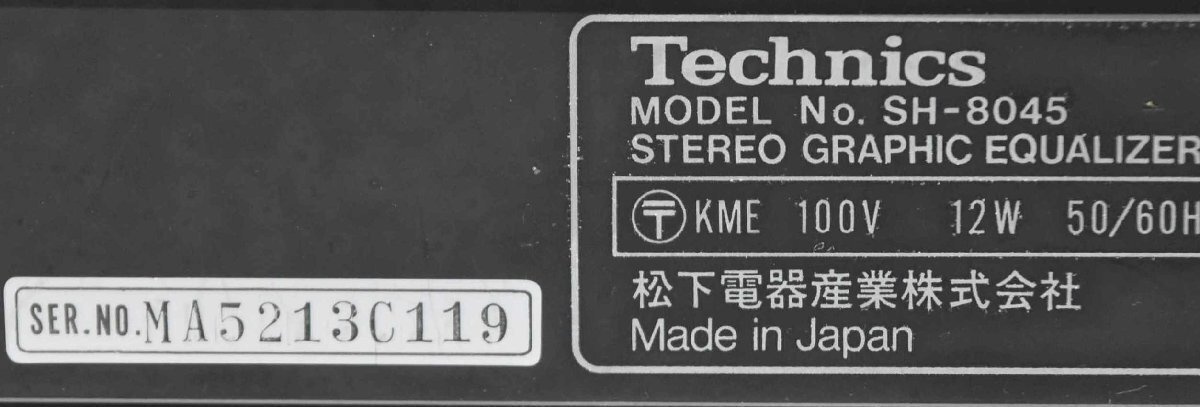 Technics
MODEL No. SH-8045
STEREO GRAPHIC EQUALIZER
〒 KME 100V 12W 50/60H
松下電器産業株式会社
Made in Japan
SER.NO. MA5213C119